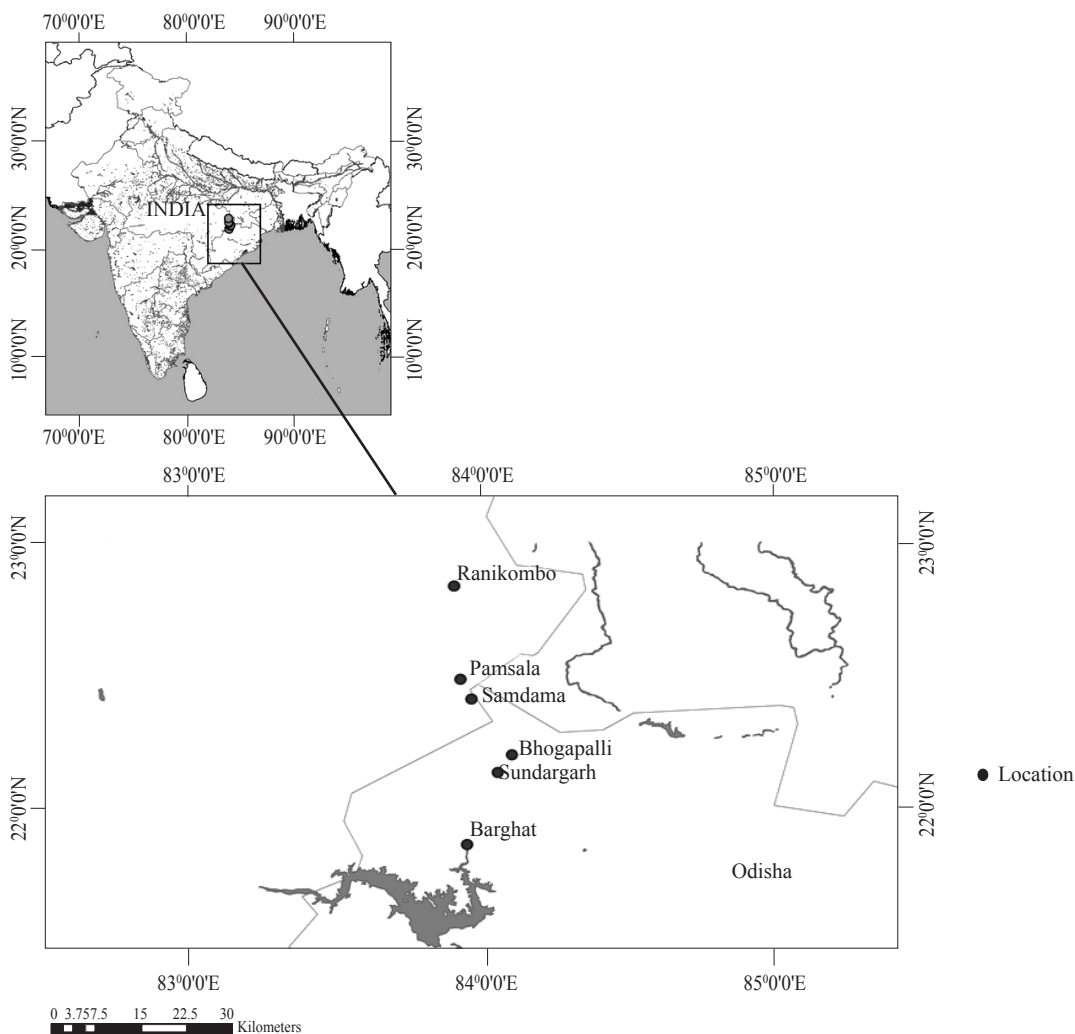 70⁰0'0"E 80⁰0'0"E 90⁰0'0"E
30⁰0'0"N 30⁰0'0"N
INDIA
20⁰0'0"N 20⁰0'0"N
10⁰0'0"N 10⁰0'0"N
70⁰0'0"E 80⁰0'0"E 90⁰0'0"E
83⁰0'0"E 84⁰0'0"E 85⁰0'0"E
23⁰0'0"N 23⁰0'0"N
Ranikombo
Pamsala
Samdama
Bhogapalli
Sundargarh
Location
22⁰0'0"N 22⁰0'0"N
Barghat
Odisha
83⁰0'0"E 84⁰0'0"E 85⁰0'0"E
0 3.75 7.5 15 22.5 30
Kilometers